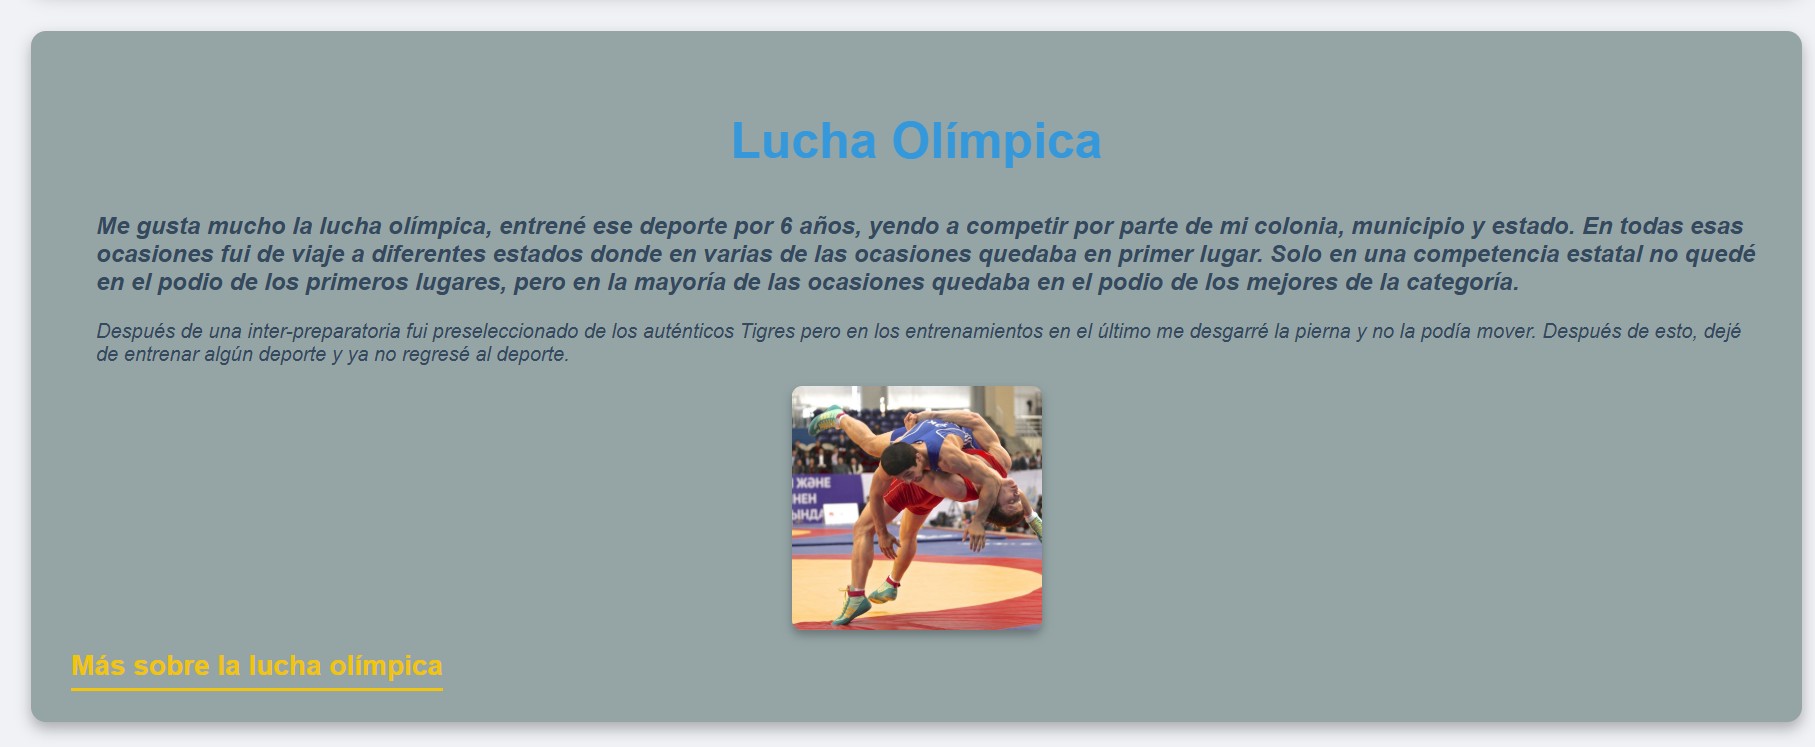 Lucha Olímpica
Me gusta mucho la lucha olímpica, entrené ese deporte por 6 años, yendo a competir por parte de mi colonia, municipio y estado. En todas esas
ocasiones fui de viaje a diferentes estados donde en varias de las ocasiones quedaba en primer lugar. Solo en una competencia estatal no quedé
en el podio de los primeros lugares, pero en la mayoría de las ocasiones quedaba en el podio de los mejores de la categoría.
Después de una inter-preparatoria fui preseleccionado de los auténticos Tigres pero en los entrenamientos en el último me desgarré la pierna y no la podía mover. Después de esto, dejé
de entrenar algún deporte y ya no regresé al deporte.
ЖӘНЕ
НЕН
ЫНДА
Más sobre la lucha olímpica